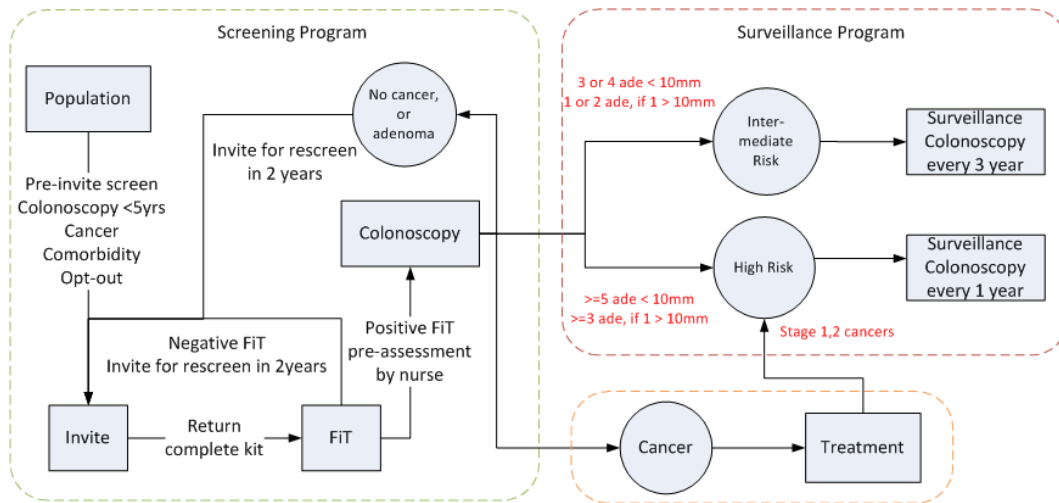 Screening Program
Population
Pre-invite screen
Colonoscopy <5yrs
Cancer
Comorbidity
Opt-out
No cancer,
or
adenoma
Invite for rescreen
in 2 years
Colonoscopy
Negative FiT
Invite for rescreen in 2years
Positive FiT
pre-assessment
by nurse
Invite
Return
complete kit
FiT
Surveillance Program
3 or 4 ade < 10mm
1 or 2 ade, if 1 > 10mm
Inter-
mediate
Risk
Surveillance
Colonoscopy
every 3 year
High Risk
Surveillance
Colonoscopy
every 1 year
>=5 ade < 10mm
>=3 ade, if 1 > 10mm
Stage 1,2 cancers
Cancer
Treatment